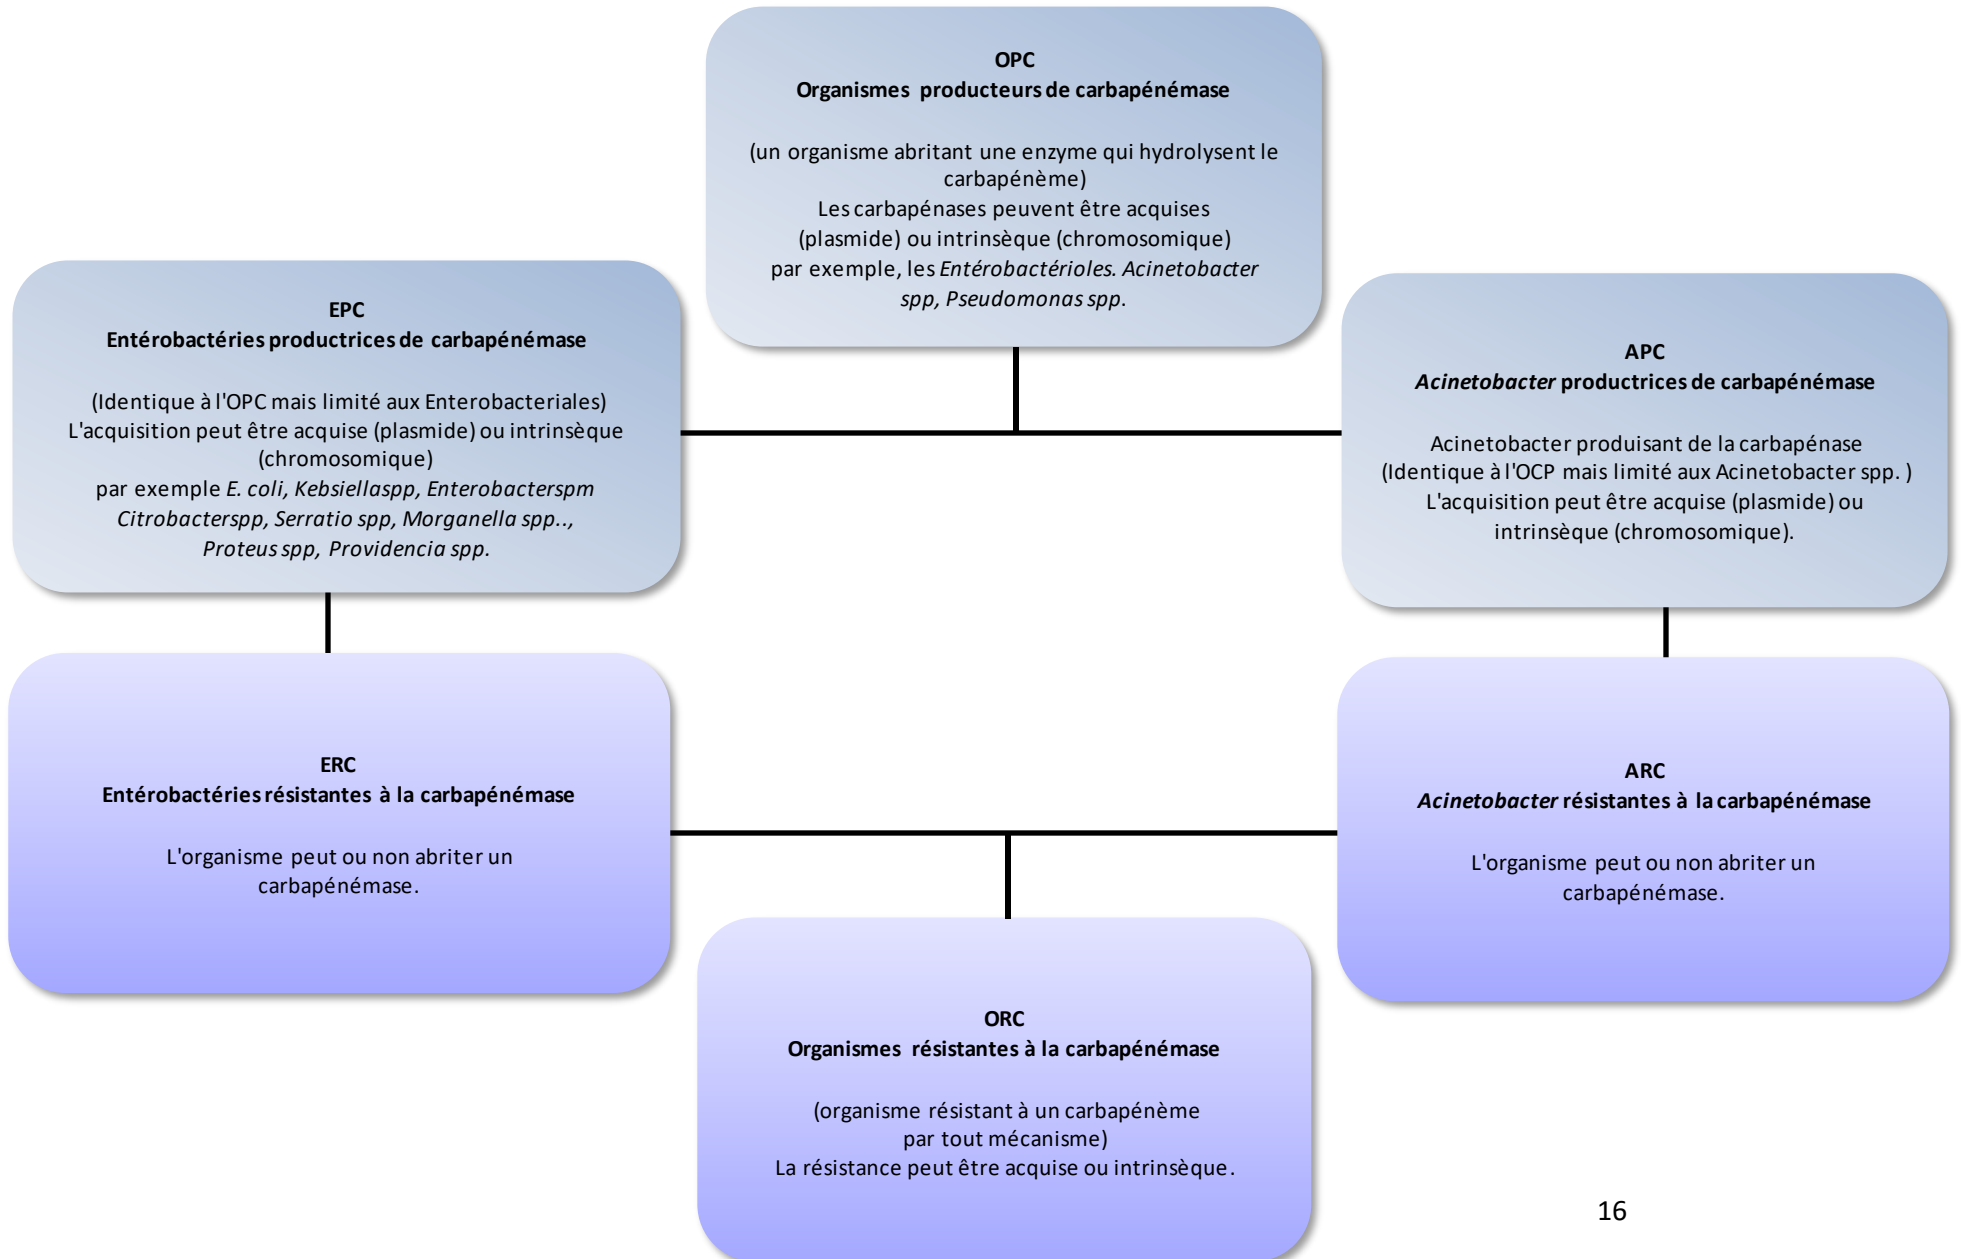 OPC
Organismes producteurs de carbapénémase
(un organisme abritant une enzyme qui hydrolysent le
carbapénème)
Les carbapénases peuvent être acquises
(plasmide) ou intrinsèque (chromosomique)
par exemple, les Entérobactérioles. Acinetobacter
spp, Pseudomonas spp.
EPC
Entérobactéries productrices de carbapénémase
(Identique à l'OPC mais limité aux Enterobacteriales)
L'acquisition peut être acquise (plasmide) ou intrinsèque
(chromosomique)
par exemple E. coli, Kebsiellaspp, Enterobacterspm
Citrobacterspp, Serratio spp, Morganella spp..,
Proteus spp, Providencia spp.
APC
Acinetobacter productrices de carbapénémase
Acinetobacter produisant de la carbapénase
(Identique à l'OCP mais limité aux Acinetobacter spp. )
L'acquisition peut être acquise (plasmide) ou
intrinsèque (chromosomique).
ERC
Entérobactéries résistantes à la carbapénémase
L'organisme peut ou non abriter un
carbapénémase.
ARC
Acinetobacter résistantes à la carbapénémase
L'organisme peut ou non abriter un
carbapénémase.
ORC
Organismes résistantes à la carbapénémase
(organisme résistant à un carbapénème
par tout mécanisme)
La résistance peut être acquise ou intrinsèque.
16